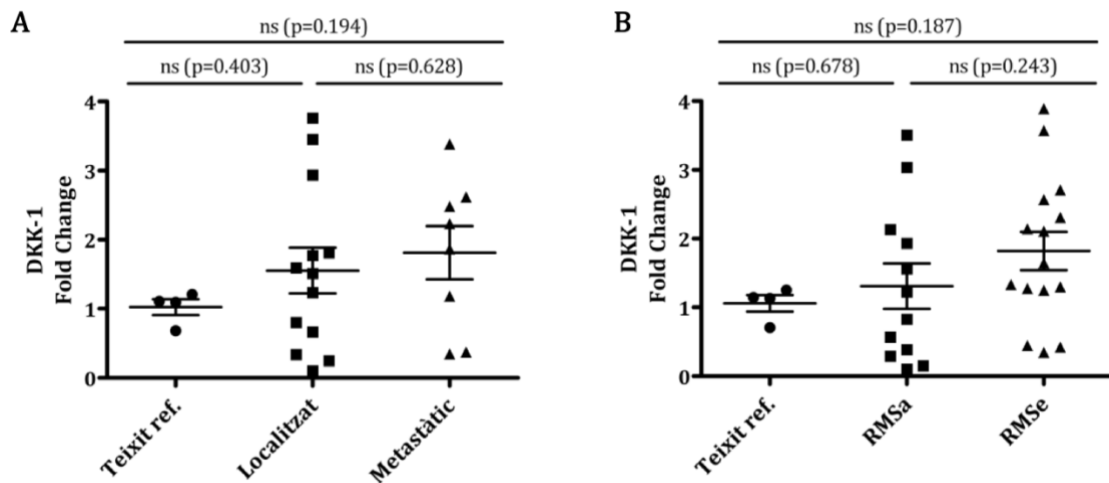 A
ns (p=0.194)
ns (p=0.403)
ns (p=0.628)
4
3
2
1
0
DKK-1
Fold Change
Teixit ref.
Localitzat
Metastàtic
B
ns (p=0.187)
ns (p=0.678)
ns (p=0.243)
4
3
2
1
0
DKK-1
Fold Change
Teixit ref.
RMSa
RMSe